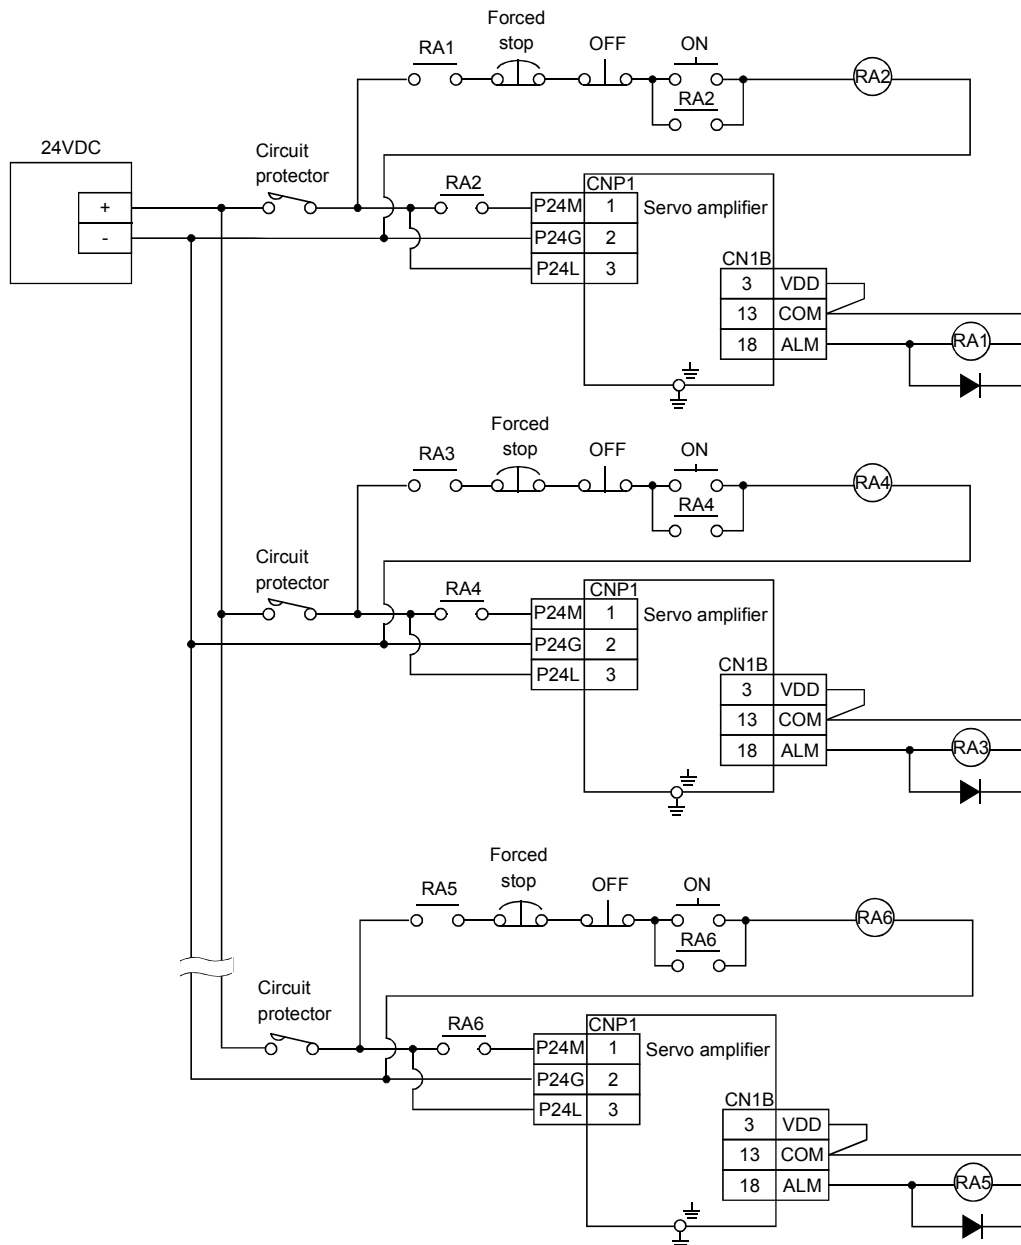 Forced
stop
RA1
OFF
ON
RA2
RA2
24VDC
Circuit
protector
+
-
RA2
CNP1
P24M 1
Servo amplifier
P24G 2
P24L 3
CN1B
3 VDD
13 COM
18 ALM
RA1
Forced
stop
RA3
OFF
ON
RA4
RA4
Circuit
protector
RA4
CNP1
P24M 1
Servo amplifier
P24G 2
P24L 3
CN1B
3 VDD
13 COM
18 ALM
RA3
Forced
stop
RA5
OFF
ON
RA6
RA6
Circuit
protector
RA6
CNP1
P24M 1
Servo amplifier
P24G 2
P24L 3
CN1B
3 VDD
13 COM
18 ALM
RA5